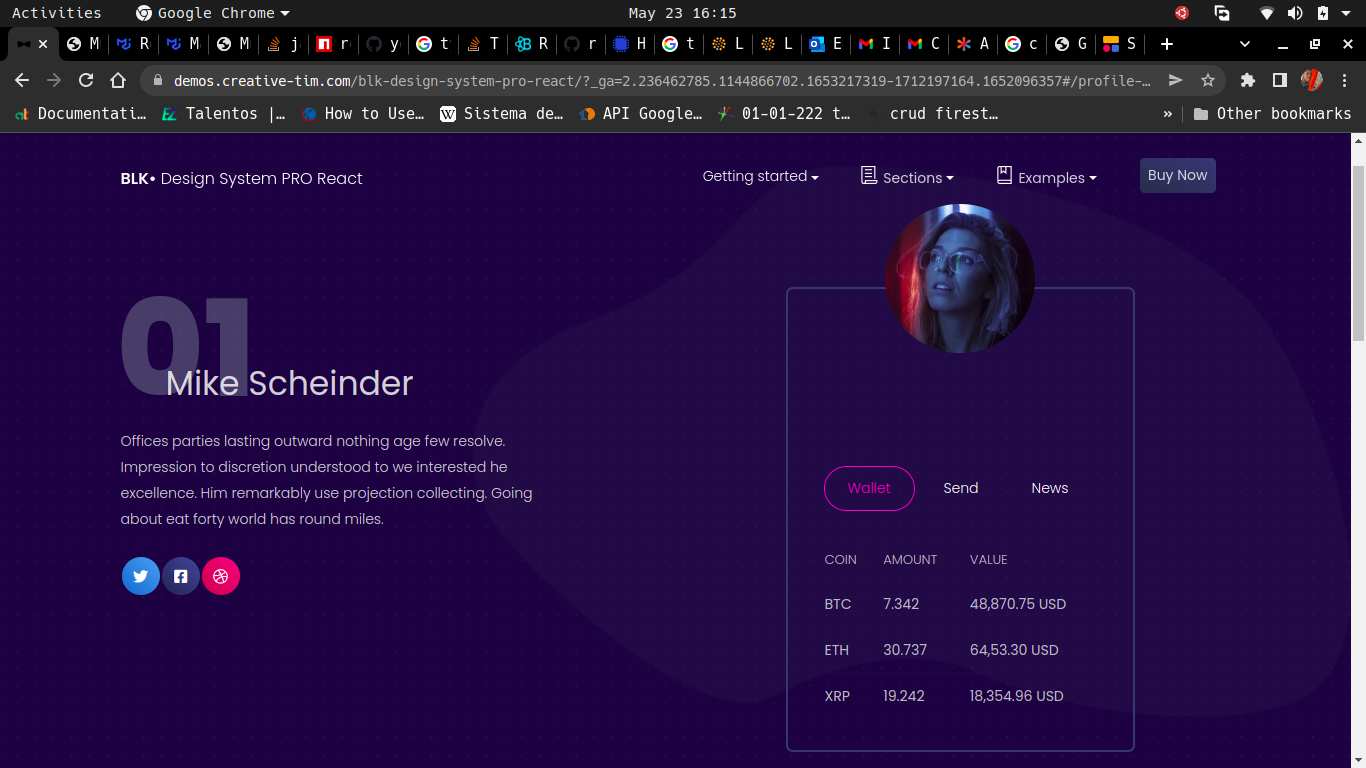 Activities Google Chrome May 23 16:15
M R M M j r y t T R r H t L L E I C A c G S
demos.creative-tim.com/blk-design-system-pro-react/?_ga=2.236462785.1144866702.1653217319-1712197164.1652096357#/profile-…
Documentati… Talentos |… How to Use… Sistema de… API Google… 01-01-222 t… crud firest… » Other bookmarks
BLK• Design System PRO React Getting started Sections Examples Buy Now
01
Mike Scheinder
Offices parties lasting outward nothing age few resolve.
Impression to discretion understood to we interested he
excellence. Him remarkably use projection collecting. Going
about eat forty world has round miles.
Wallet Send News
COIN AMOUNT VALUE
BTC 7.342 48,870.75 USD
ETH 30.737 64,53.30 USD
XRP 19.242 18,354.96 USD